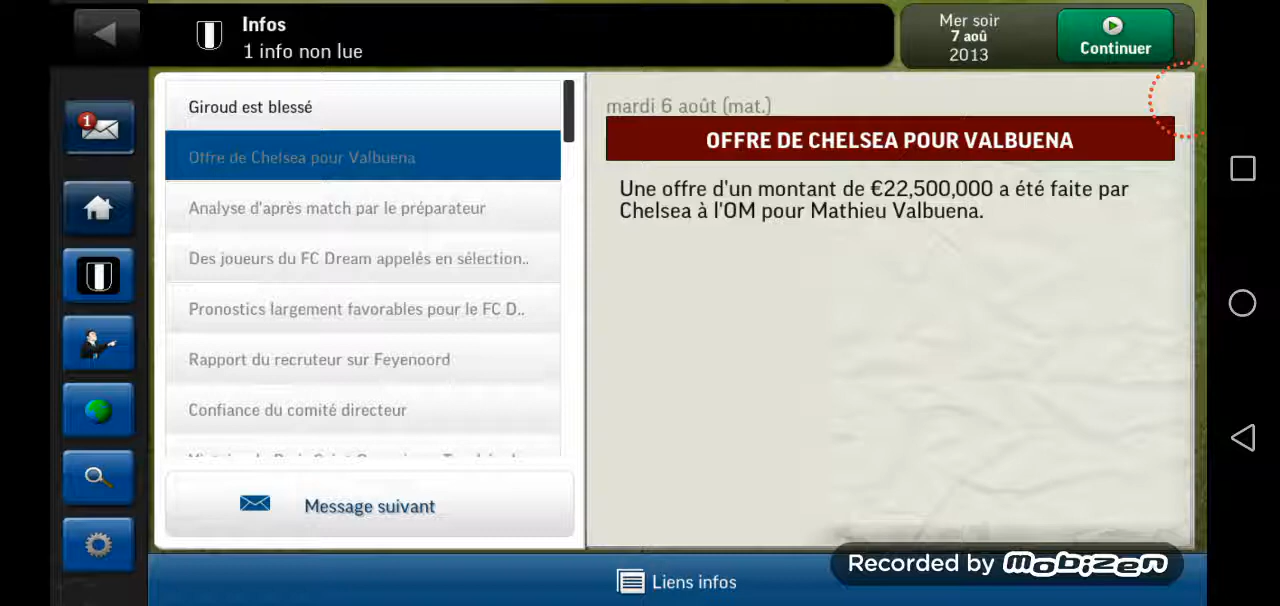 Infos
1 info non lue
Mer soir
7 aoû
2013
Continuer
1
Giroud est blessé
Offre de Chelsea pour Valbuena
Analyse d'après match par le préparateur
Des joueurs du FC Dream appelés en sélection..
Pronostics largement favorables pour le FC D..
Rapport du recruteur sur Feyenoord
Confiance du comité directeur
Message suivant
mardi 6 août (mat.)
OFFRE DE CHELSEA POUR VALBUENA
Une offre d'un montant de €22,500,000 a été faite par
Chelsea à l'OM pour Mathieu Valbuena.
Liens infos
Recorded by mobizen